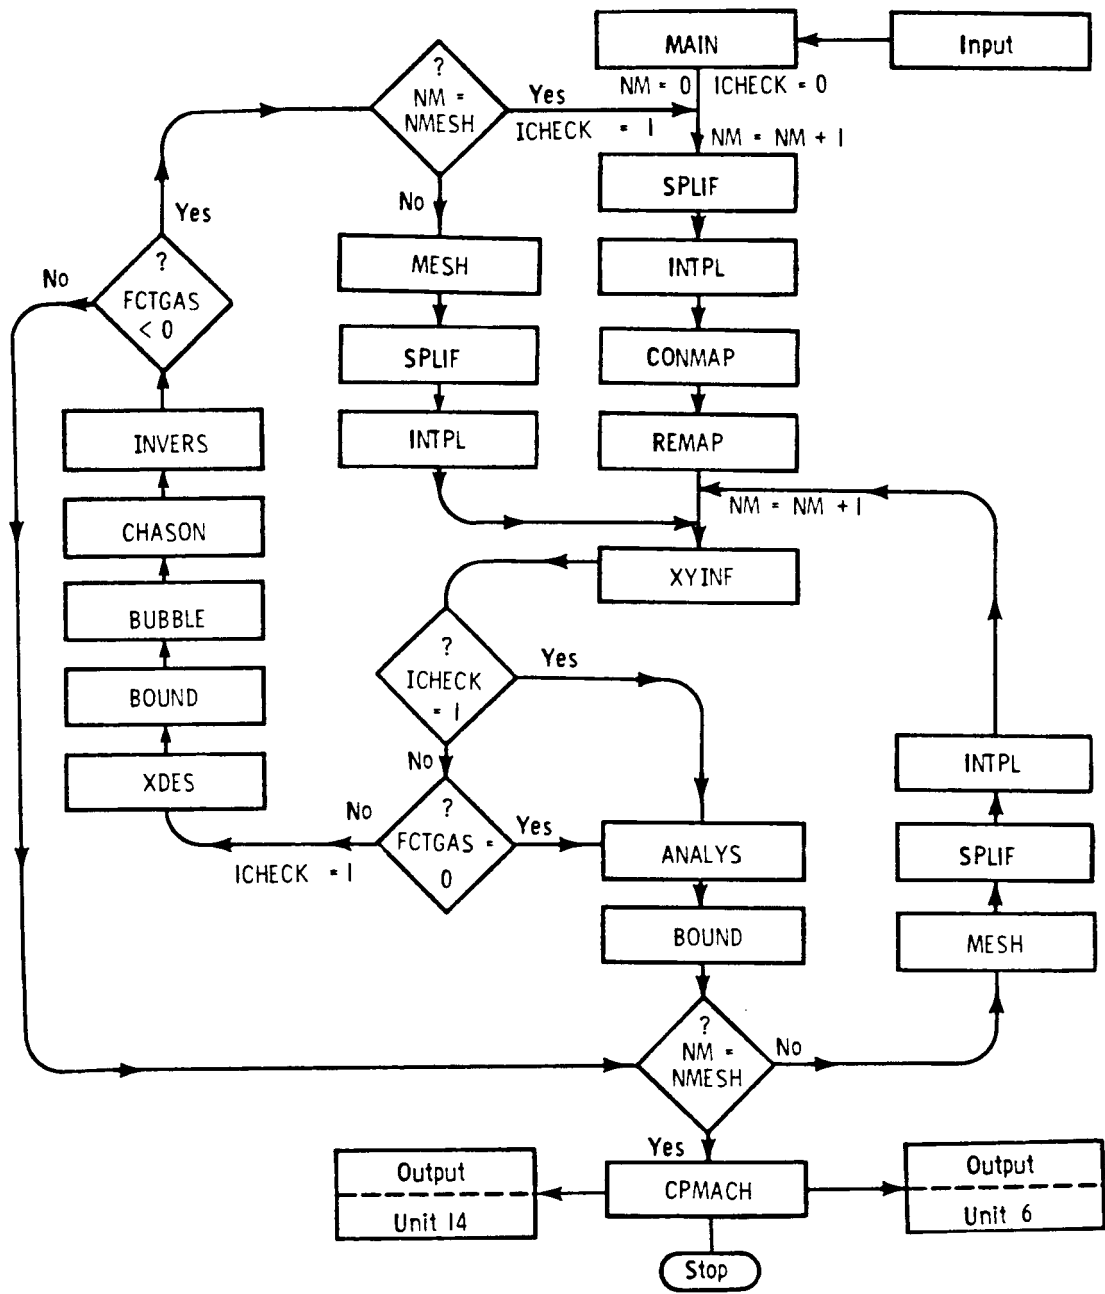 MAIN
Input
NM = 0
ICHECK = 0
?
NM =
NMESH
Yes
ICHECK = 1
NM = NM + 1
No
SPLIF
INTPL
CONMAP
REMAP
MESH
SPLIF
INTPL
Yes
?
FCTGAS
< 0
No
INVERS
CHASON
BUBBLE
BOUND
XDES
NM = NM + 1
XYINF
?
ICHECK
= 1
Yes
No
?
FCTGAS =
0
No
ICHECK = 1
Yes
ANALYS
BOUND
INTPL
SPLIF
MESH
?
NM =
NMESH
No
Yes
CPMACH
Output
Unit 14
Output
Unit 6
Stop